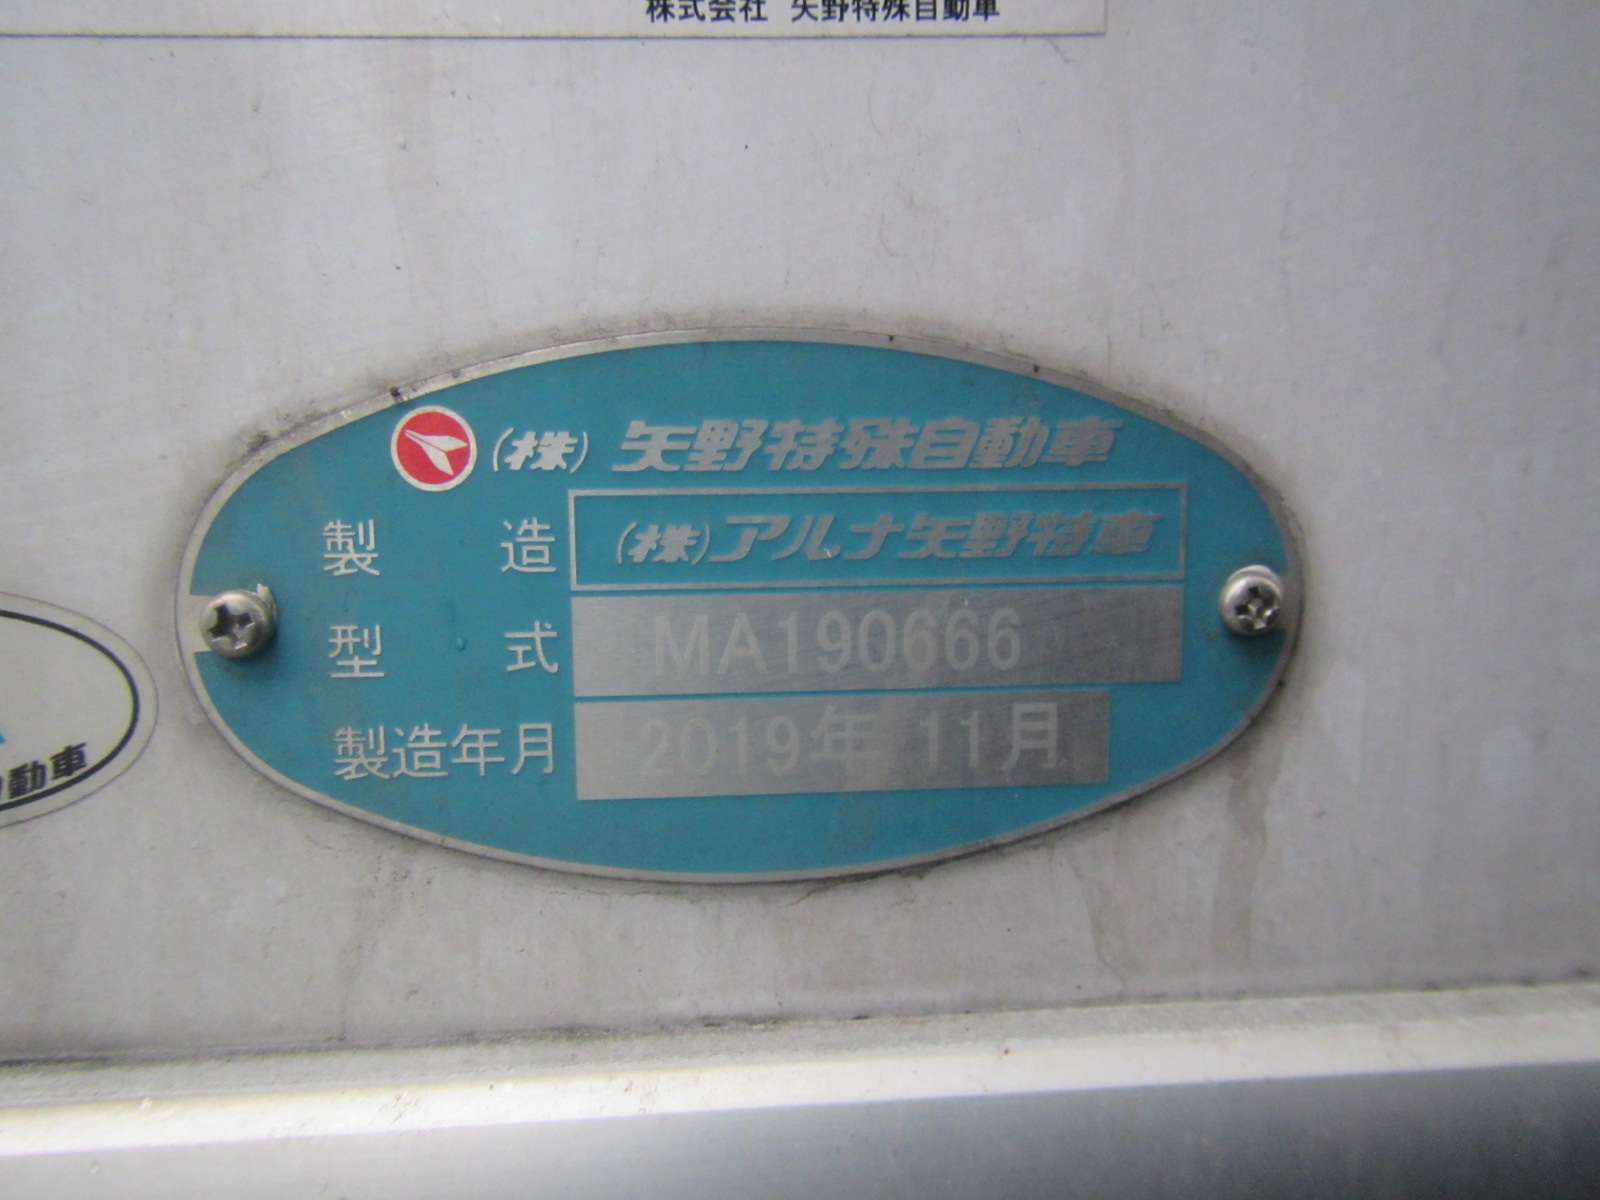 株式会社 矢野特殊自動車
(株) 矢野特殊自動車
製造 (株)アルナ矢野特車
型式 MA190666
製造年月 2019年 11月
動車